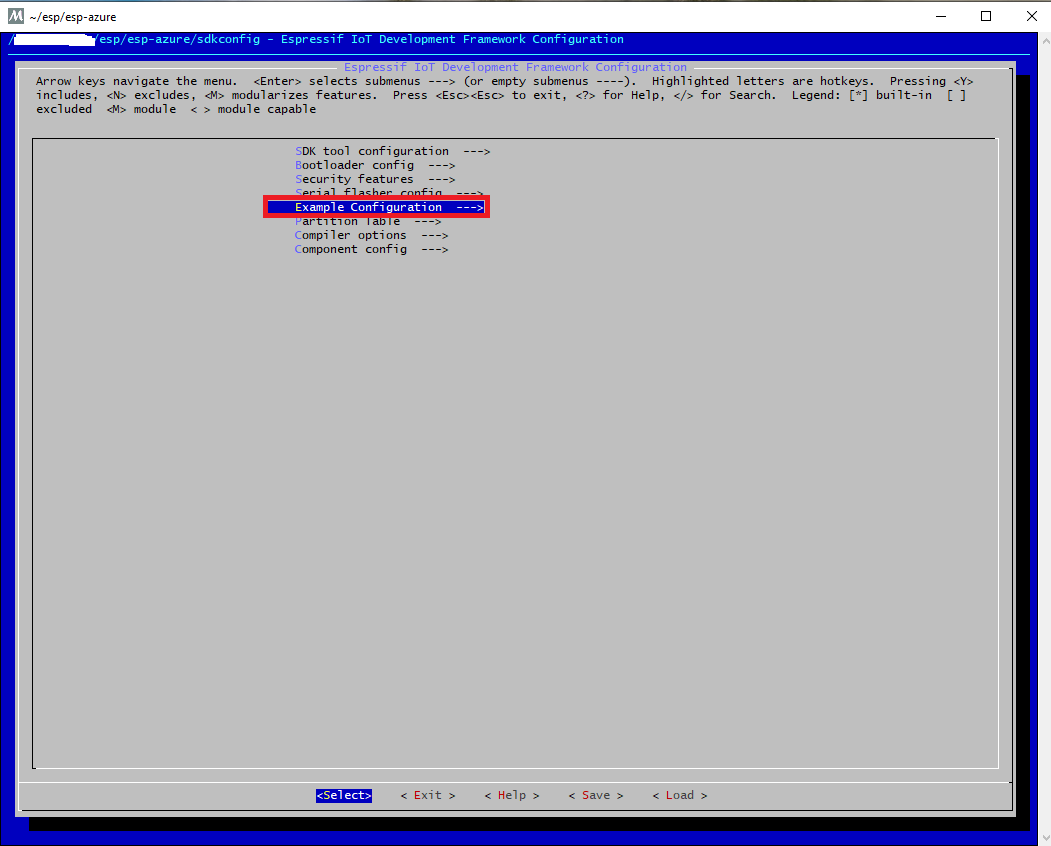 ~/esp/esp-azure
/esp/esp-azure/sdkconfig - Espressif IoT Development Framework Configuration
Espressif IoT Development Framework Configuration
Arrow keys navigate the menu.  <Enter> selects submenus ---> (or empty submenus ----).  Highlighted letters are hotkeys.  Pressing <Y>
includes, <N> excludes, <M> modularizes features.  Press <Esc><Esc> to exit, <?> for Help, </> for Search.  Legend: [*] built-in  [ ]
excluded  <M> module  < > module capable
SDK tool configuration  --->
Bootloader config  --->
Security features  --->
Serial flasher config  --->
Example Configuration  --->
Partition Table  --->
Compiler options  --->
Component config  --->
<Select>    < Exit >    < Help >    < Save >    < Load >